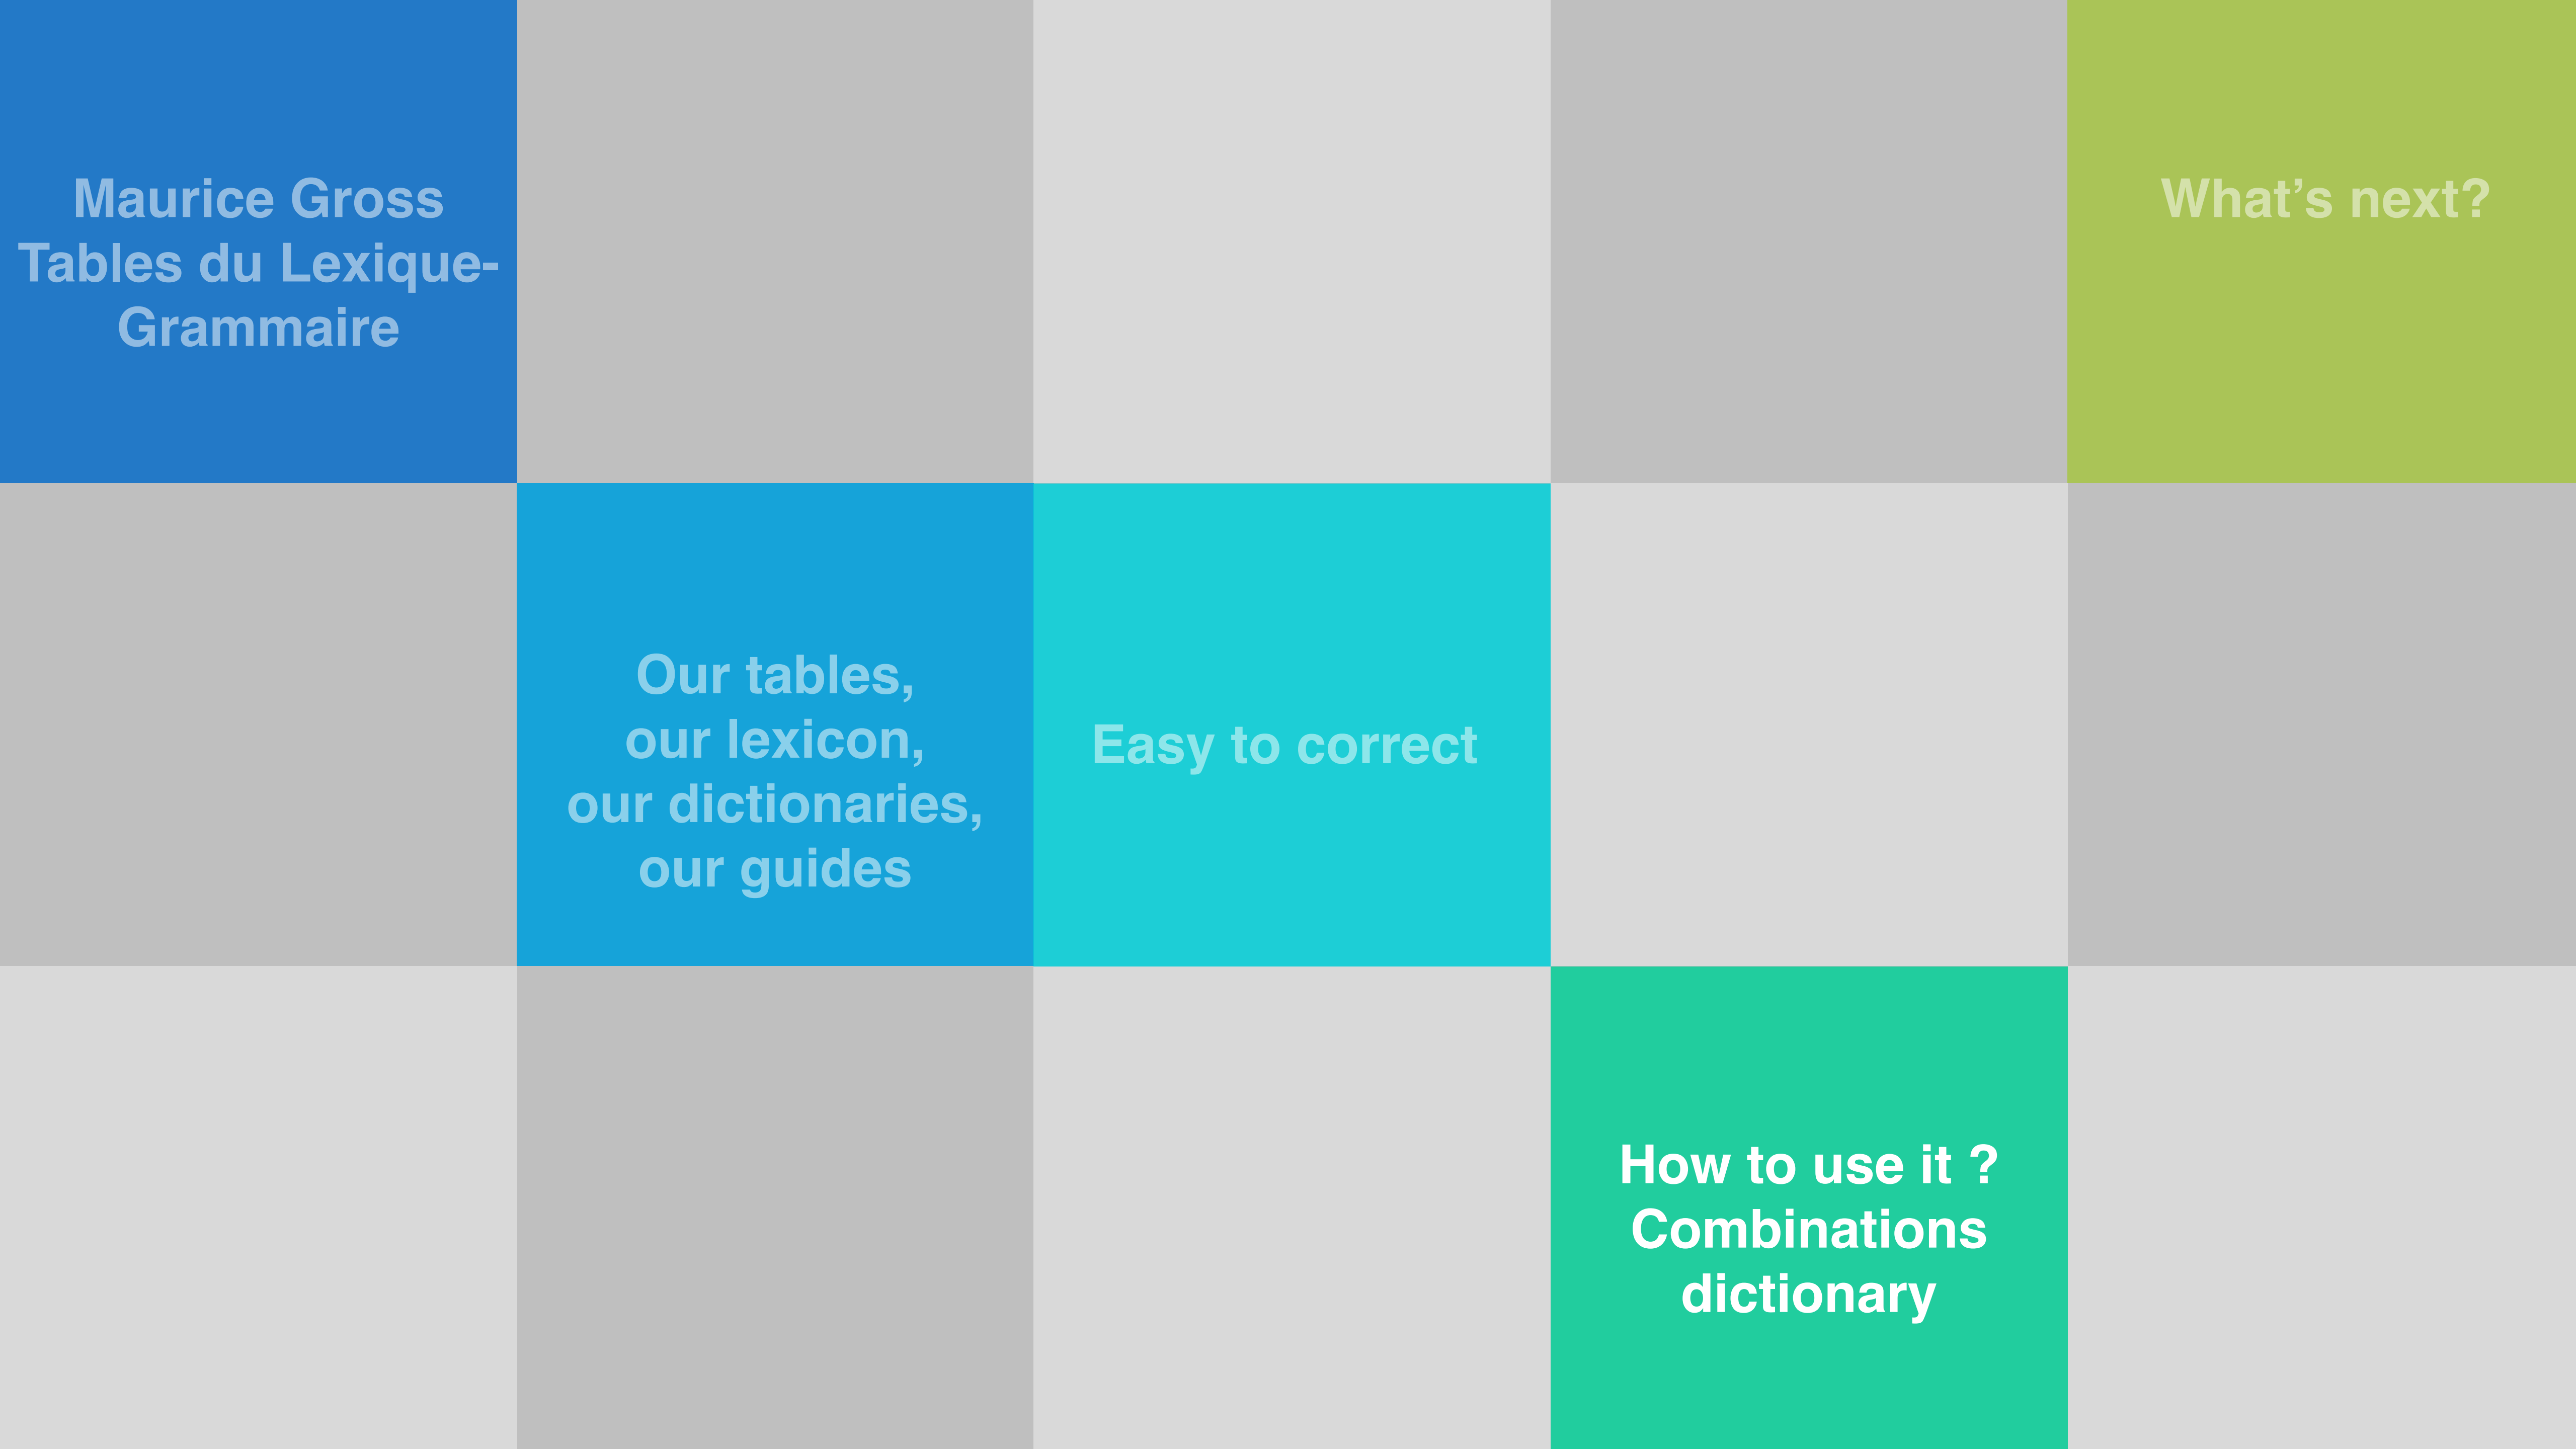 Maurice Gross
Tables du Lexique-
Grammaire
What’s next?
Our tables,
our lexicon,
our dictionaries,
our guides
Easy to correct
How to use it ?
Combinations
dictionary